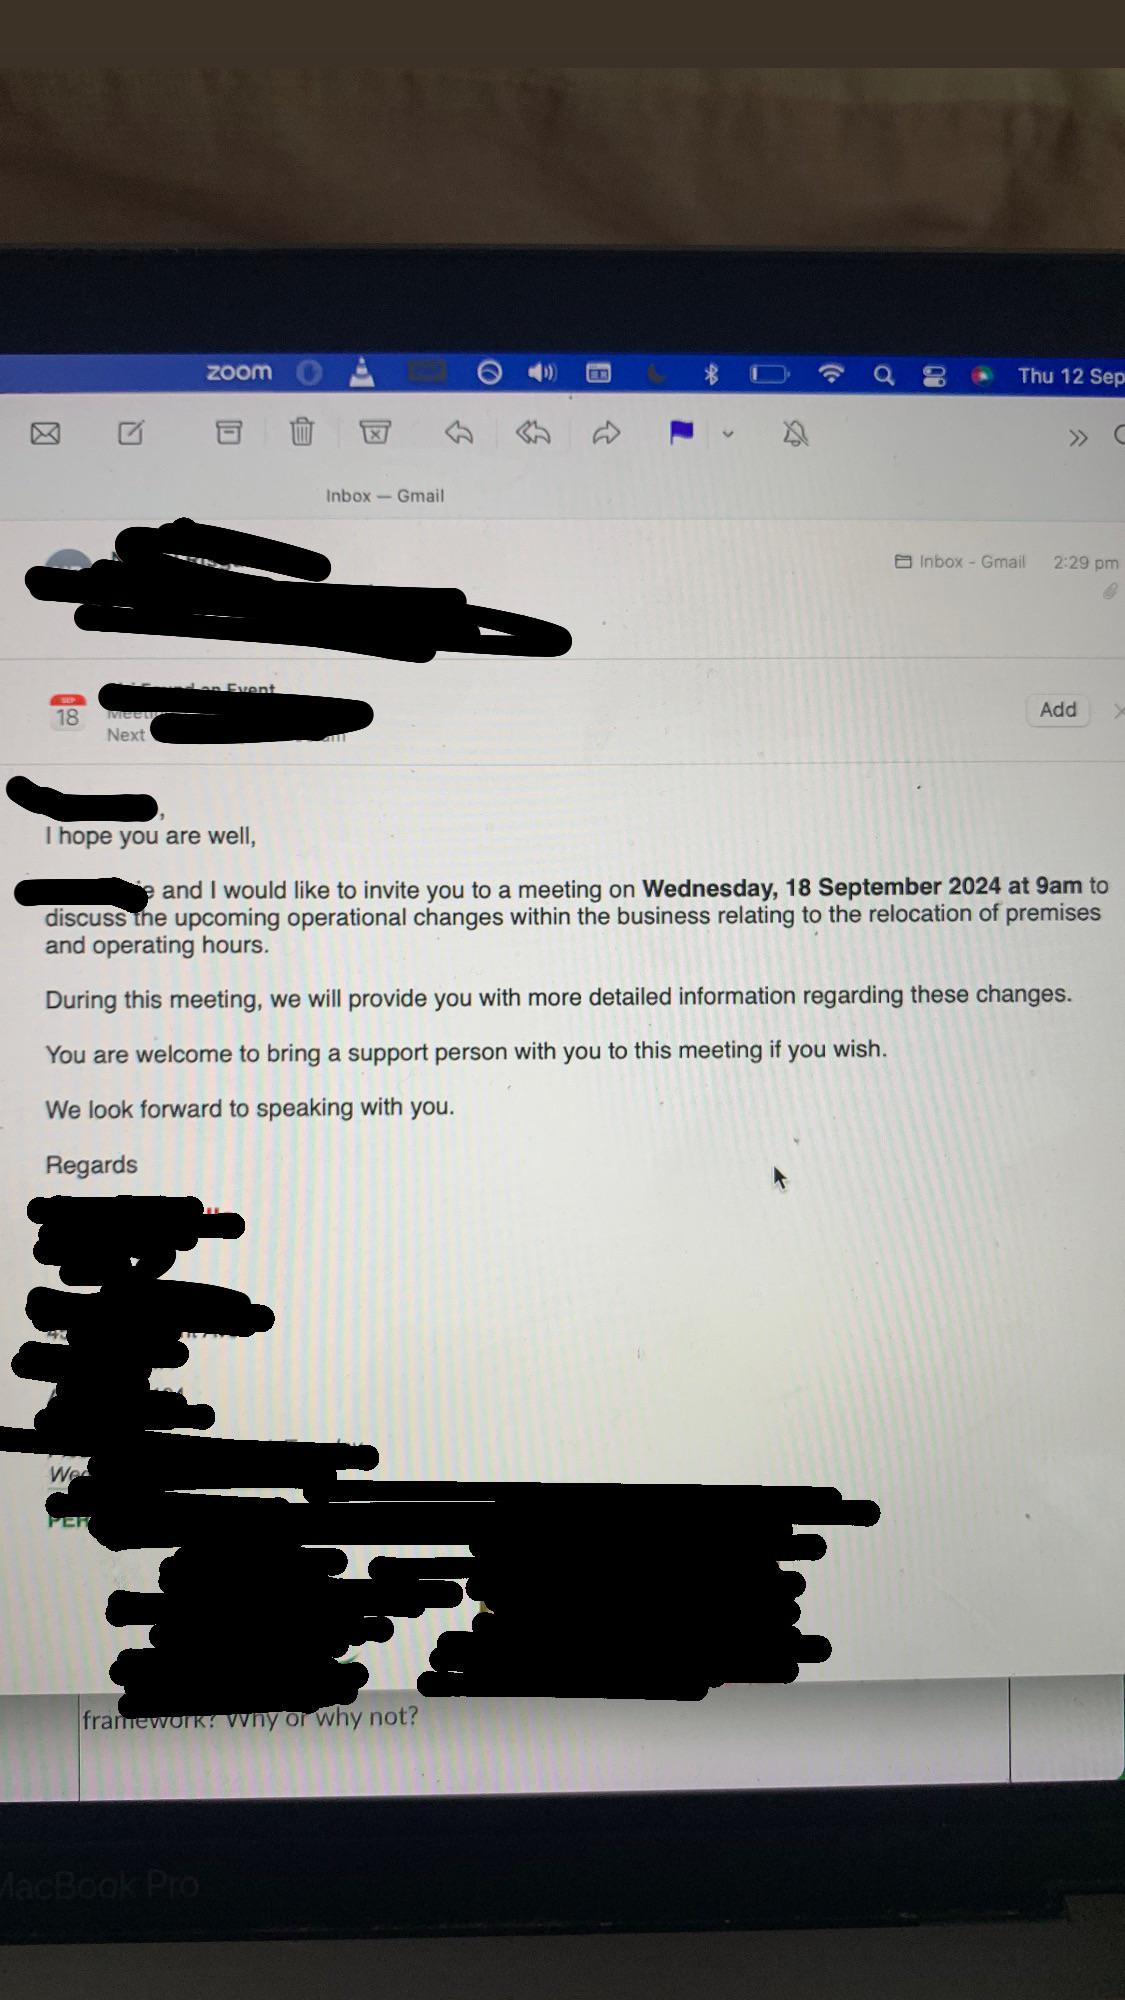 zoom
Thu 12 Sep
Inbox — Gmail
Inbox - Gmail 2:29 pm
Event
SEP
18
Next
Add
,
I hope you are well,
and I would like to invite you to a meeting on Wednesday, 18 September 2024 at 9am to
discuss the upcoming operational changes within the business relating to the relocation of premises
and operating hours.
During this meeting, we will provide you with more detailed information regarding these changes.
You are welcome to bring a support person with you to this meeting if you wish.
We look forward to speaking with you.
Regards
framework? Why or why not?
MacBook Pro